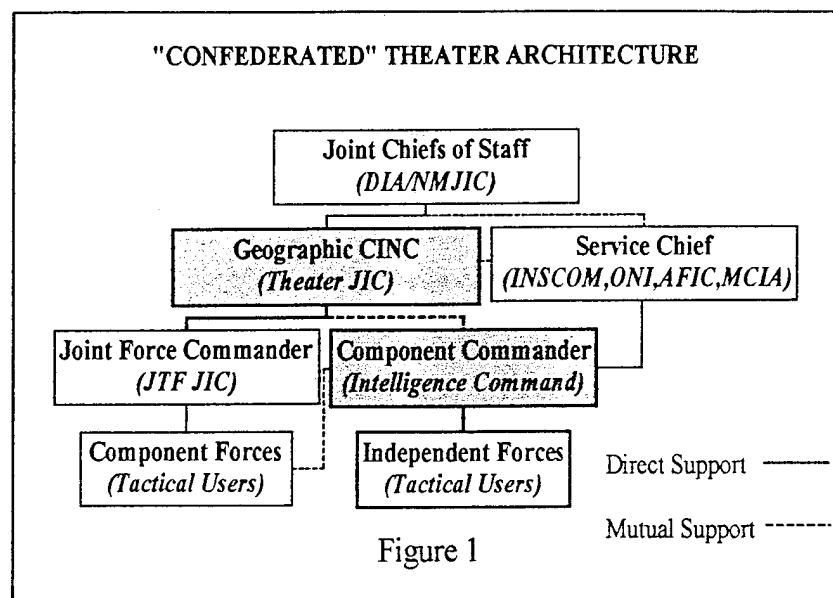 "CONFEDERATED" THEATER ARCHITECTURE
Joint Chiefs of Staff
(DIA/NMJIC)
Geographic CINC
(Theater JIC)
Service Chief
(INSCOM,ONI,AFIC,MCIA)
Joint Force Commander
(JTF JIC)
Component Commander
(Intelligence Command)
Component Forces
(Tactical Users)
Independent Forces
(Tactical Users)
Direct Support
Mutual Support
Figure 1